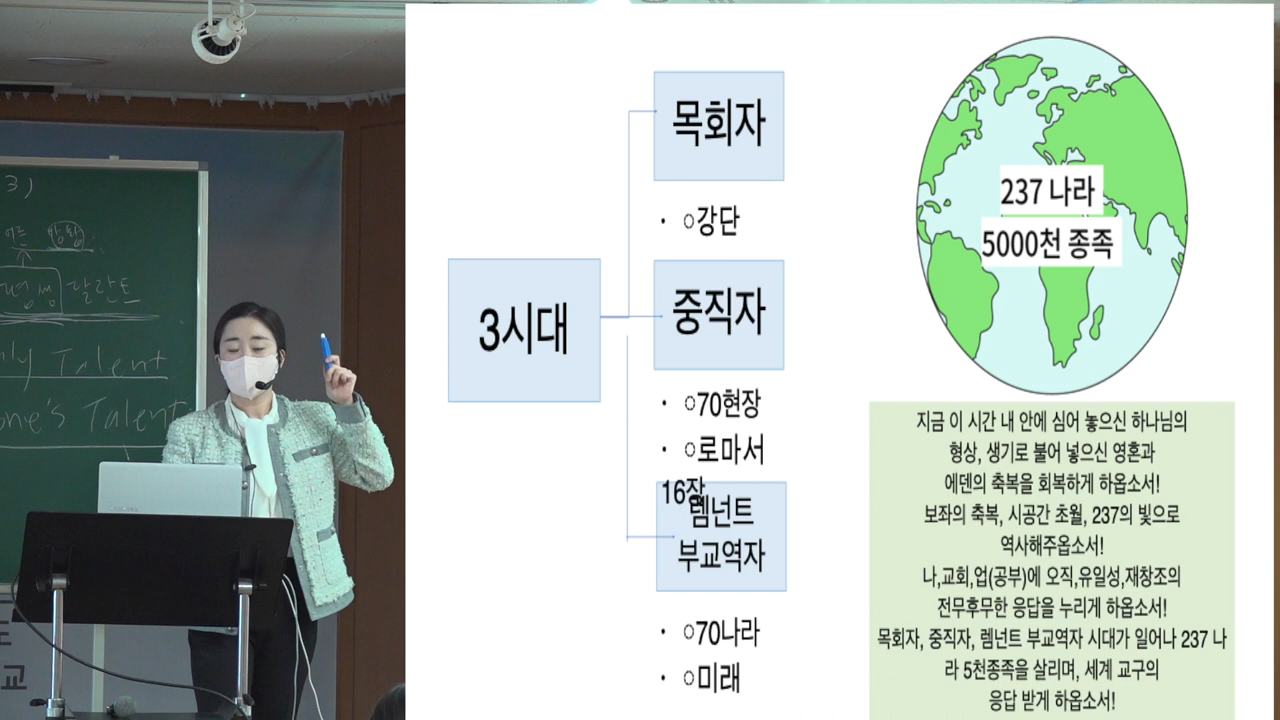 3)
평생 달란트
Only Talent
one's Talent
3시대
목회자
· ○강단
중직자
· ○70현장
· ○로마서
16장
렘넌트
부교역자
· ○70나라
· ○미래
237 나라
5000천 종족
지금 이 시간 내 안에 심어 놓으신 하나님의
형상, 생기로 불어 넣으신 영혼과
에덴의 축복을 회복하게 하옵소서!
보좌의 축복, 시공간 초월, 237의 빛으로
역사해주옵소서!
나,교회,업(공부)에 오직,유일성,재창조의
전무후무한 응답을 누리게 하옵소서!
목회자, 중직자, 렘넌트 부교역자 시대가 일어나 237 나
라 5천종족을 살리며, 세계 교구의
응답 받게 하옵소서!
교